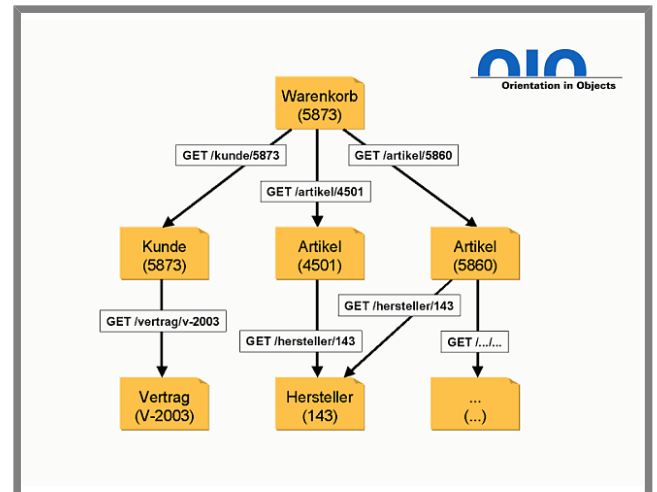 OIO
Orientation in Objects
Warenkorb
(5873)
GET /kunde/5873
GET /artikel/5860
GET /artikel/4501
Kunde
(5873)
Artikel
(4501)
Artikel
(5860)
GET /hersteller/143
GET /vertrag/v-2003
GET /hersteller/143
GET /.../...
Vertrag
(V-2003)
Hersteller
(143)
...
(...)